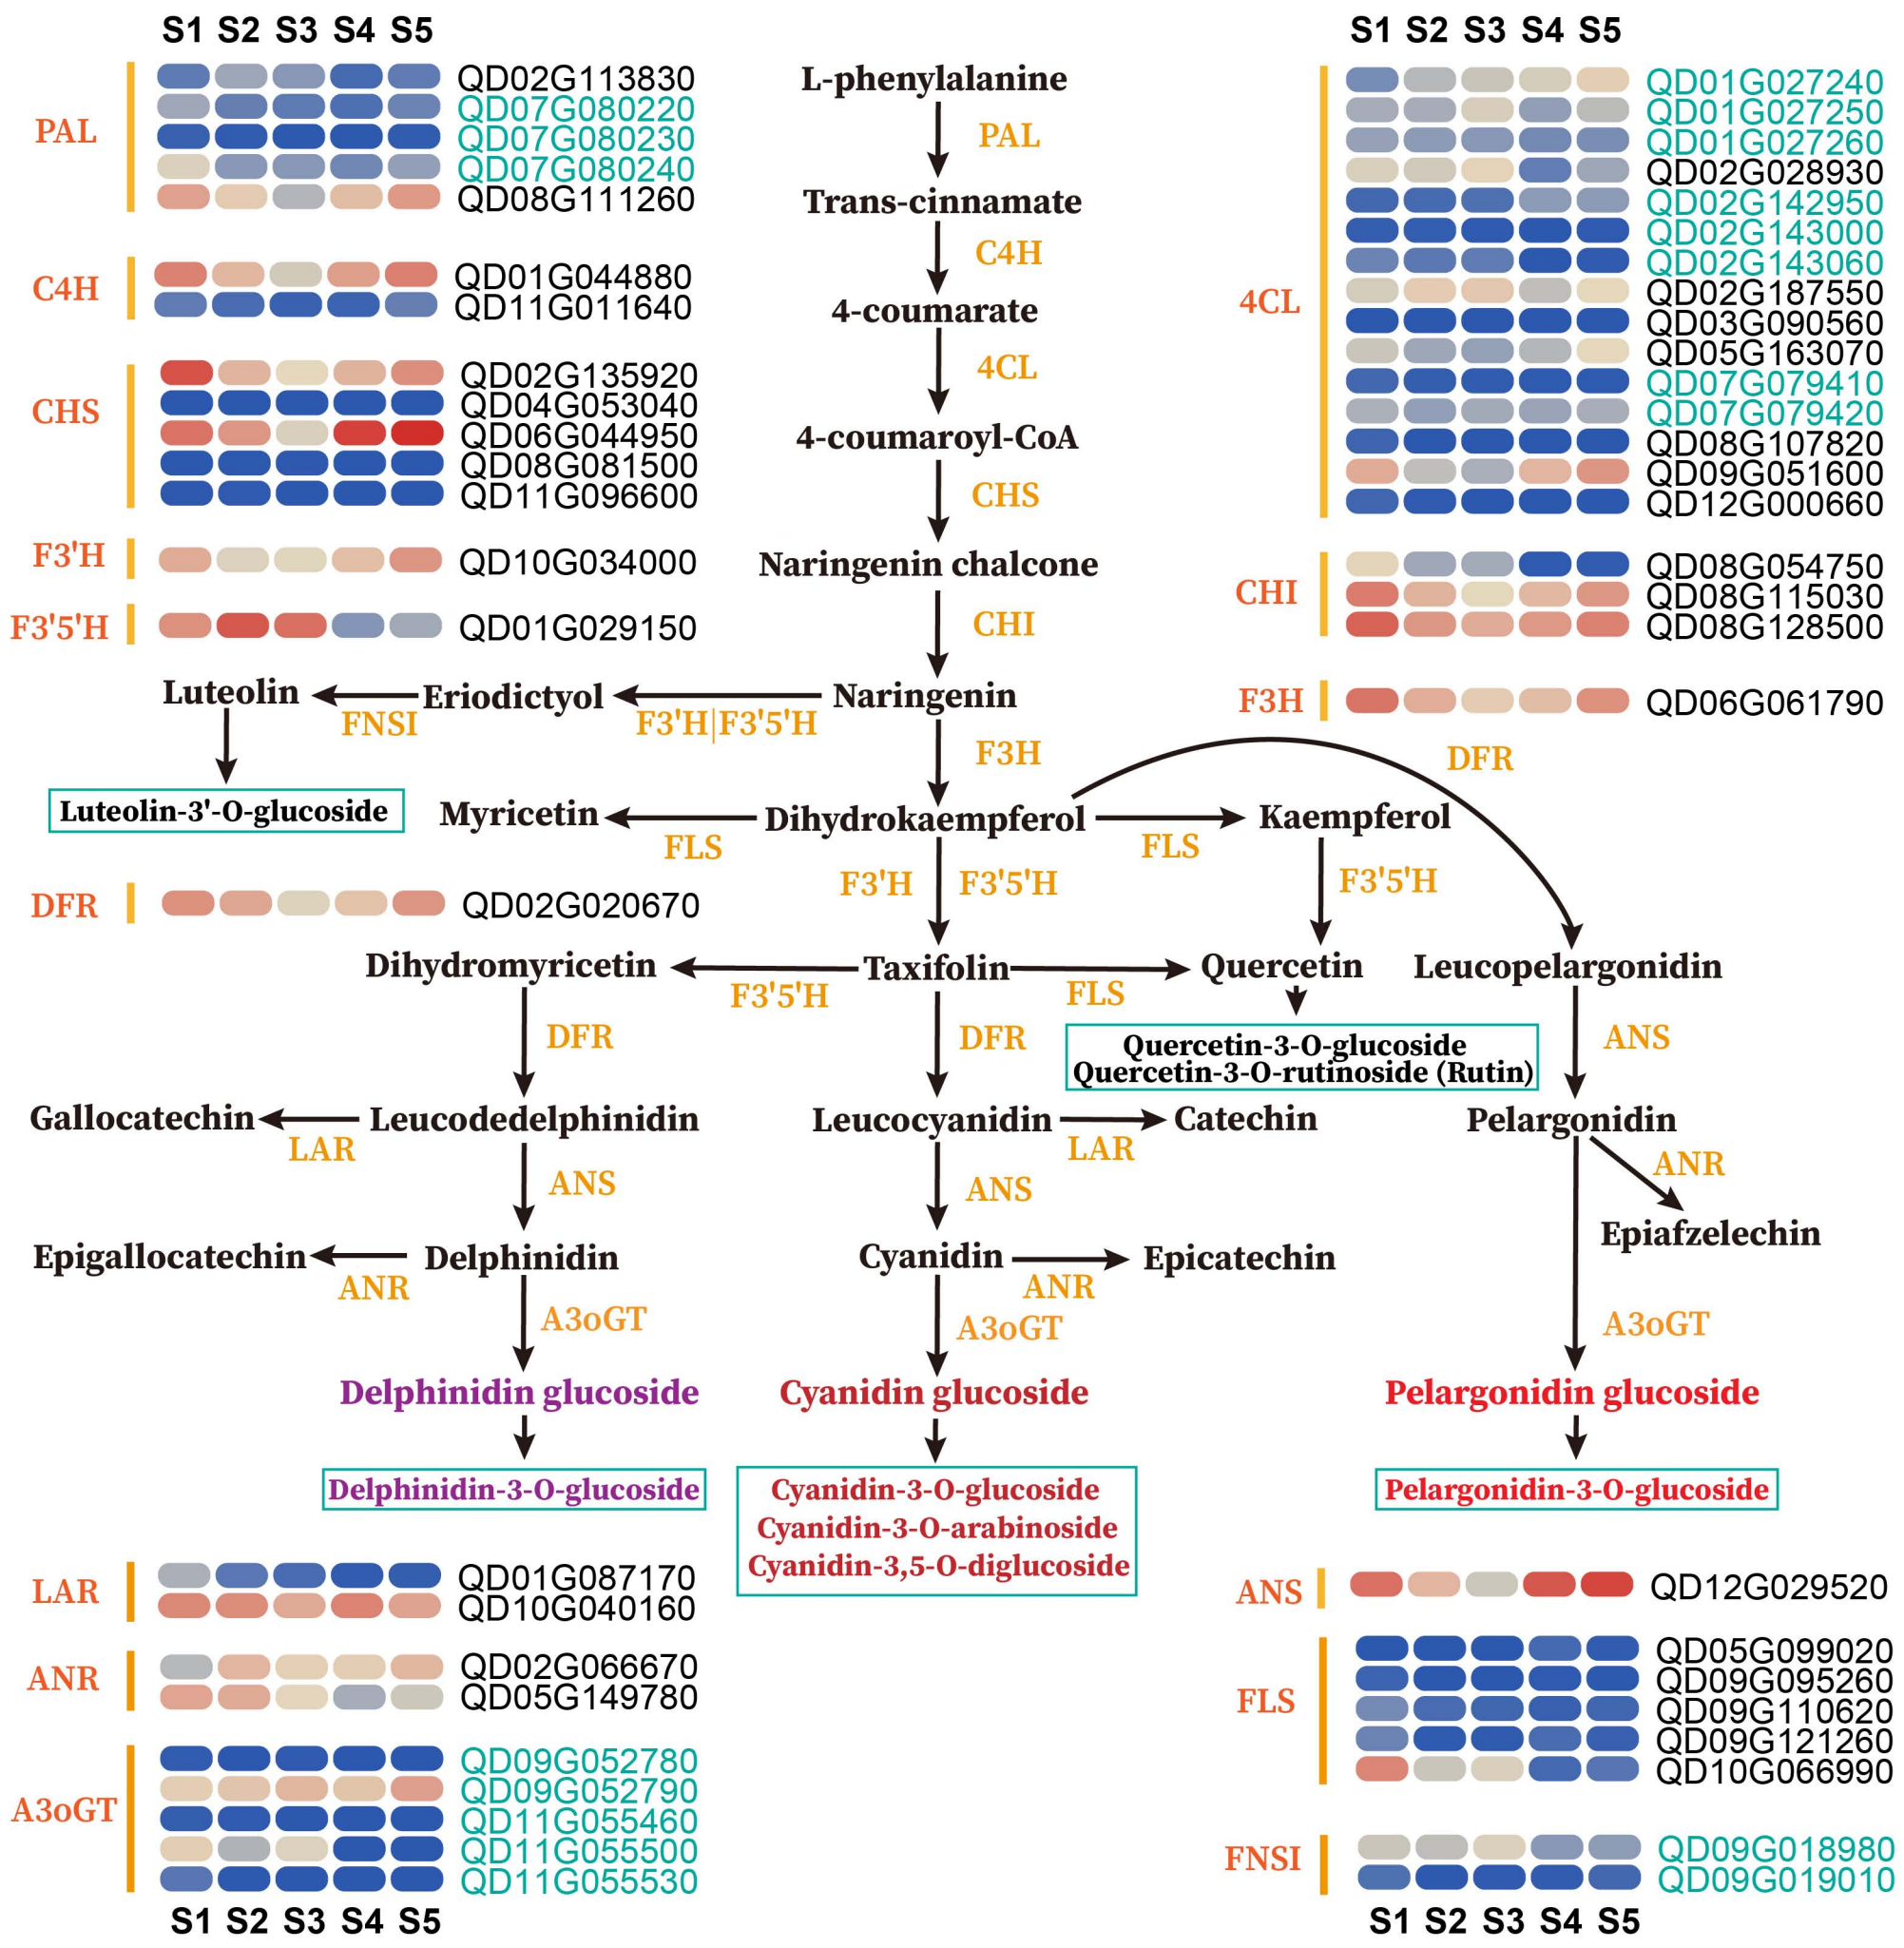 S1 S2 S3 S4 S5
PAL
QD02G113830
QD07G080220
QD07G080230
QD07G080240
QD08G111260
C4H
QD01G044880
QD11G011640
CHS
QD02G135920
QD04G053040
QD06G044950
QD08G081500
QD11G096600
F3'H
QD10G034000
F3'5'H
QD01G029150
L-phenylalanine
PAL
Trans-cinnamate
C4H
4-coumarate
4CL
4-coumaroyl-CoA
CHS
Naringenin chalcone
CHI
S1 S2 S3 S4 S5
4CL
QD01G027240
QD01G027250
QD01G027260
QD02G028930
QD02G142950
QD02G143000
QD02G143060
QD02G187550
QD03G090560
QD05G163070
QD07G079410
QD07G079420
QD08G107820
QD09G051600
QD12G000660
CHI
QD08G054750
QD08G115030
QD08G128500
F3H
QD06G061790
Luteolin Eriodictyol Naringenin
FNSI F3'H|F3'5'H
F3H
DFR
Luteolin-3'-O-glucoside
Myricetin Dihydrokaempferol Kaempferol
FLS FLS
F3'H F3'5'H F3'5'H
DFR
QD02G020670
Dihydromyricetin Taxifolin Quercetin Leucopelargonidin
F3'5'H FLS
DFR DFR ANS
Quercetin-3-O-glucoside
Quercetin-3-O-rutinoside (Rutin)
Gallocatechin Leucodedelphinidin Leucocyanidin Catechin Pelargonidin
LAR LAR
ANR
ANS ANS
Epiafzelechin
Epigallocatechin Delphinidin Cyanidin Epicatechin
ANR ANR
A3oGT A3oGT A3oGT
Delphinidin glucoside Cyanidin glucoside Pelargonidin glucoside
Delphinidin-3-O-glucoside
Cyanidin-3-O-glucoside
Cyanidin-3-O-arabinoside
Cyanidin-3,5-O-diglucoside
Pelargonidin-3-O-glucoside
LAR
QD01G087170
QD10G040160
ANR
QD02G066670
QD05G149780
A3oGT
QD09G052780
QD09G052790
QD11G055460
QD11G055500
QD11G055530
S1 S2 S3 S4 S5
ANS
QD12G029520
FLS
QD05G099020
QD09G095260
QD09G110620
QD09G121260
QD10G066990
FNSI
QD09G018980
QD09G019010
S1 S2 S3 S4 S5